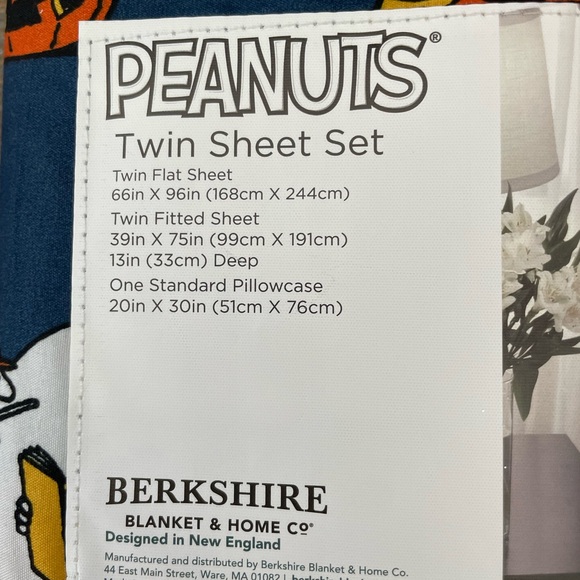 PEANUTS®
Twin Sheet Set
Twin Flat Sheet
66in X 96in (168cm X 244cm)
Twin Fitted Sheet
39in X 75in (99cm X 191cm)
13in (33cm) Deep
One Standard Pillowcase
20in X 30in (51cm X 76cm)
BERKSHIRE
BLANKET & HOME Co®
Designed in New England
Manufactured and distributed by Berkshire Blanket & Home Co.
44 East Main Street, Ware, MA 01082 |